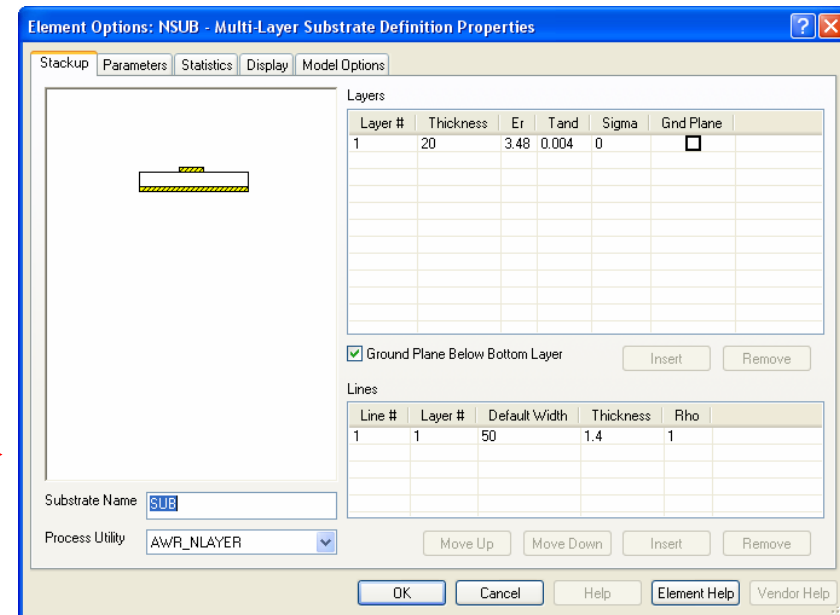 Element Options: NSUB - Multi-Layer Substrate Definition Properties
Stackup Parameters Statistics Display Model Options
Layers
Layer # Thickness Er Tand Sigma Gnd Plane
1 20 3.48 0.004 0
Ground Plane Below Bottom Layer Insert Remove
Lines
Line # Layer # Default Width Thickness Rho
1 1 50 1.4 1
Substrate Name SUB
Process Utility AWR_NLAYER
Move Up Move Down Insert Remove
OK Cancel Help Element Help Vendor Help